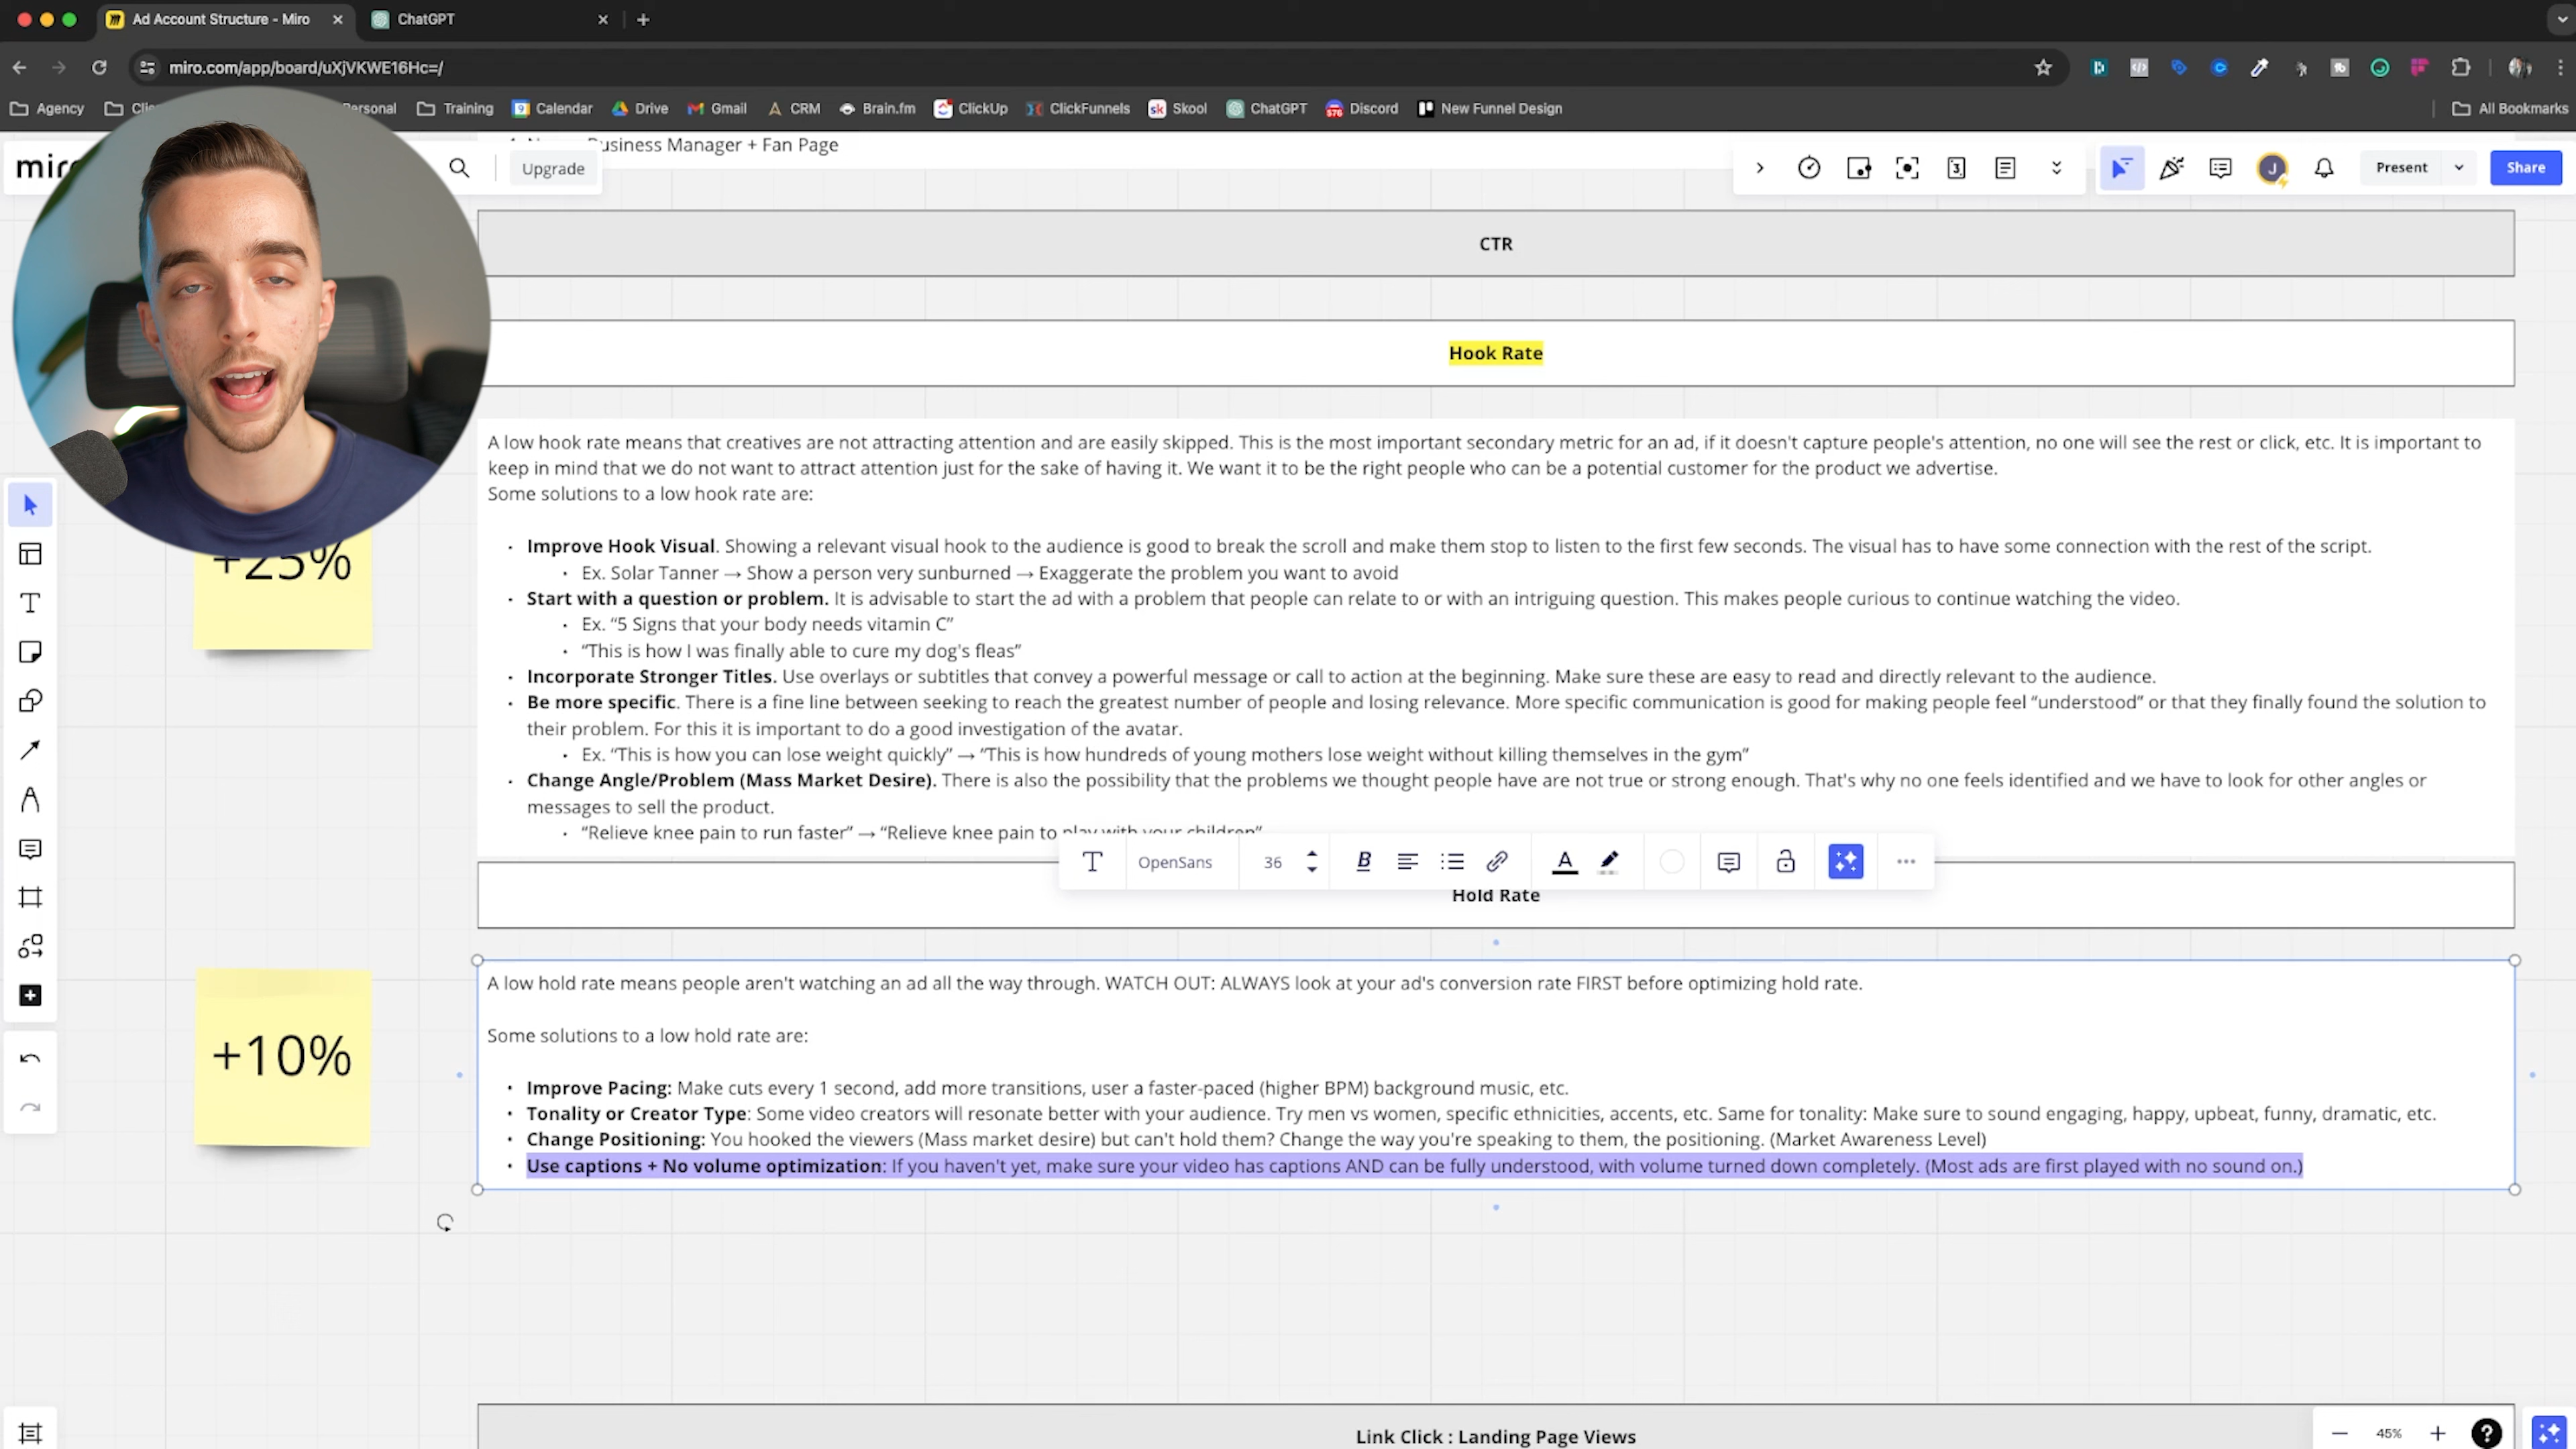 Ad Account Structure - Miro
ChatGPT
miro.com/app/board/uXjVKWE16Hc=/
Agency
Personal
Training
Calendar
Drive
Gmail
CRM
Brain.fm
ClickUp
ClickFunnels
Skool
ChatGPT
Discord
New Funnel Design
All Bookmarks
Business Manager + Fan Page
Upgrade
Present
Share
CTR
Hook Rate
A low hook rate means that creatives are not attracting attention and are easily skipped. This is the most important secondary metric for an ad, if it doesn't capture people's attention, no one will see the rest or click, etc. It is important to
keep in mind that we do not want to attract attention just for the sake of having it. We want it to be the right people who can be a potential customer for the product we advertise.
Some solutions to a low hook rate are:
+25%
· Improve Hook Visual. Showing a relevant visual hook to the audience is good to break the scroll and make them stop to listen to the first few seconds. The visual has to have some connection with the rest of the script.
· Ex. Solar Tanner → Show a person very sunburned → Exaggerate the problem you want to avoid
· Start with a question or problem. It is advisable to start the ad with a problem that people can relate to or with an intriguing question. This makes people curious to continue watching the video.
· Ex. “5 Signs that your body needs vitamin C”
· “This is how I was finally able to cure my dog's fleas”
· Incorporate Stronger Titles. Use overlays or subtitles that convey a powerful message or call to action at the beginning. Make sure these are easy to read and directly relevant to the audience.
· Be more specific. There is a fine line between seeking to reach the greatest number of people and losing relevance. More specific communication is good for making people feel “understood” or that they finally found the solution to
their problem. For this it is important to do a good investigation of the avatar.
· Ex. “This is how you can lose weight quickly” → “This is how hundreds of young mothers lose weight without killing themselves in the gym”
· Change Angle/Problem (Mass Market Desire). There is also the possibility that the problems we thought people have are not true or strong enough. That's why no one feels identified and we have to look for other angles or
messages to sell the product.
· “Relieve knee pain to run faster” → “Relieve knee pain to play with your children”
OpenSans
36
Hold Rate
+10%
A low hold rate means people aren't watching an ad all the way through. WATCH OUT: ALWAYS look at your ad's conversion rate FIRST before optimizing hold rate.
Some solutions to a low hold rate are:
· Improve Pacing: Make cuts every 1 second, add more transitions, user a faster-paced (higher BPM) background music, etc.
· Tonality or Creator Type: Some video creators will resonate better with your audience. Try men vs women, specific ethnicities, accents, etc. Same for tonality: Make sure to sound engaging, happy, upbeat, funny, dramatic, etc.
· Change Positioning: You hooked the viewers (Mass market desire) but can't hold them? Change the way you're speaking to them, the positioning. (Market Awareness Level)
· Use captions + No volume optimization: If you haven't yet, make sure your video has captions AND can be fully understood, with volume turned down completely. (Most ads are first played with no sound on.)
Link Click : Landing Page Views
45%